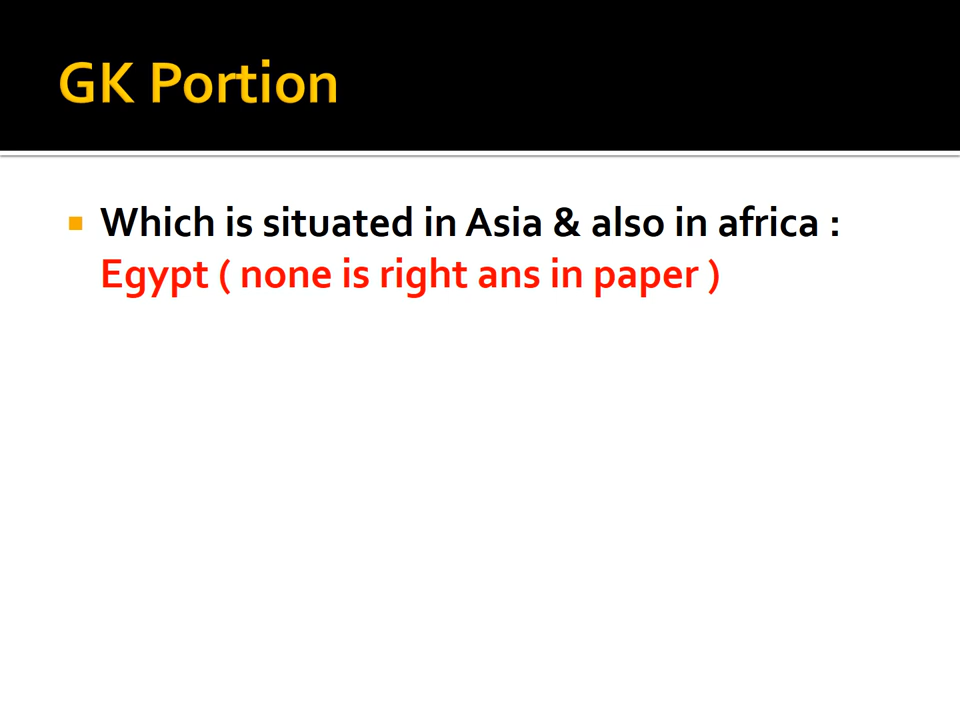 GK Portion
Which is situated in Asia & also in africa :
Egypt ( none is right ans in paper )